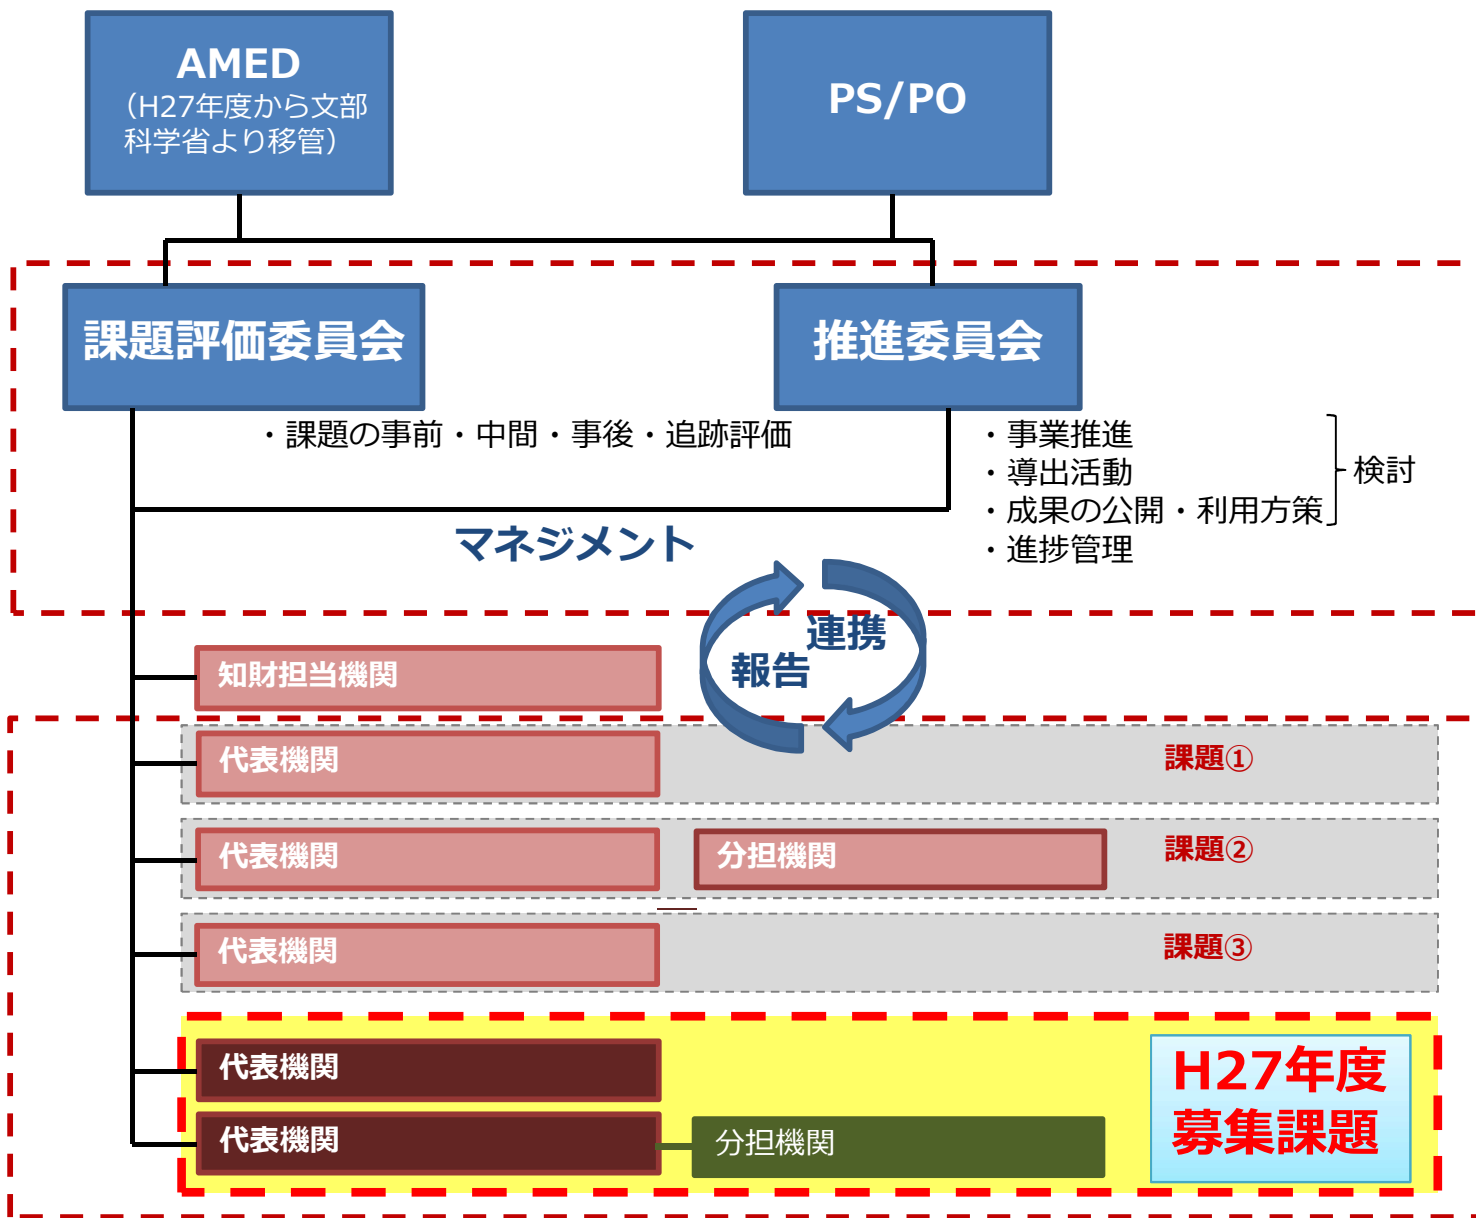 AMED
（H27年度から文部
科学省より移管）
PS/PO
課題評価委員会
推進委員会
・課題の事前・中間・事後・追跡評価
・事業推進
・導出活動
・成果の公開・利用方策
・進捗管理
検討
マネジメント
連携
報告
知財担当機関
代表機関
課題①
代表機関
分担機関
課題②
代表機関
課題③
代表機関
代表機関
分担機関
H27年度
募集課題